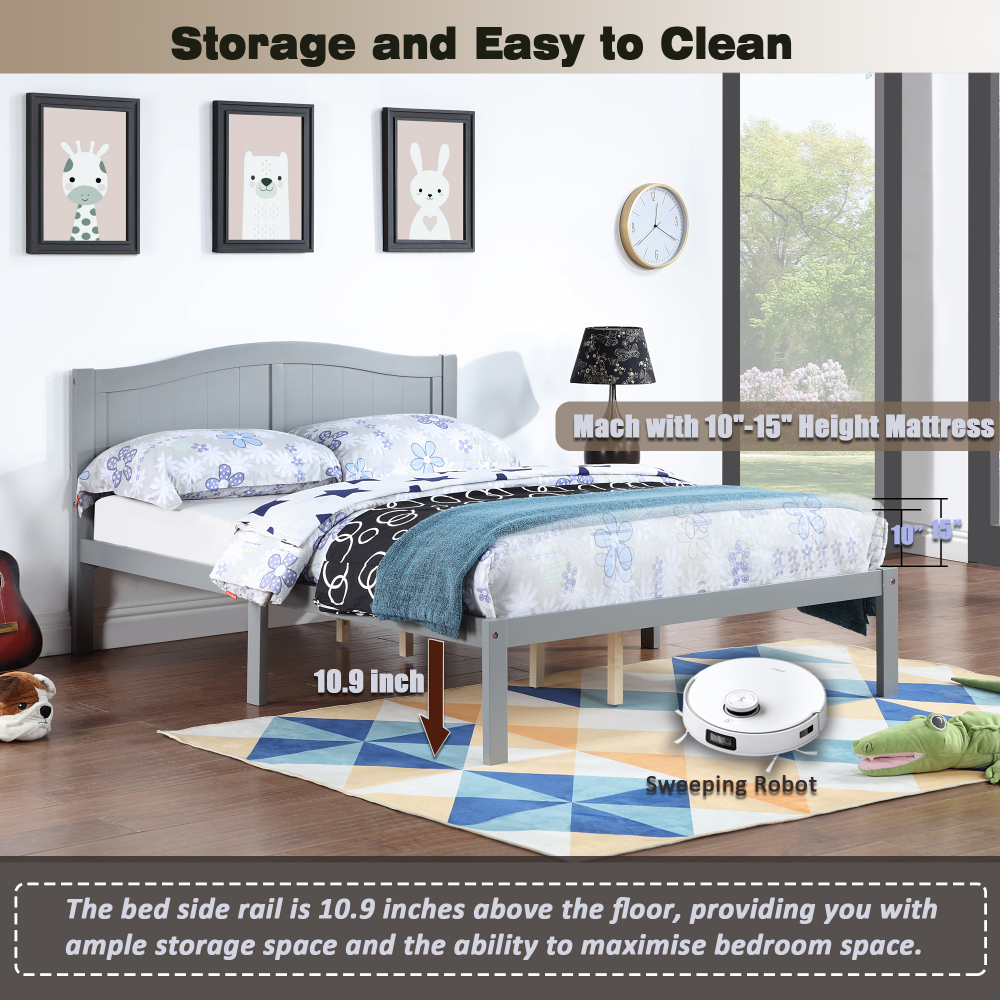 Storage and Easy to Clean
Mach with 10"-15" Height Mattress
10" 15"
10.9 inch
Sweeping Robot
The bed side rail is 10.9 inches above the floor, providing you with
ample storage space and the ability to maximise bedroom space.